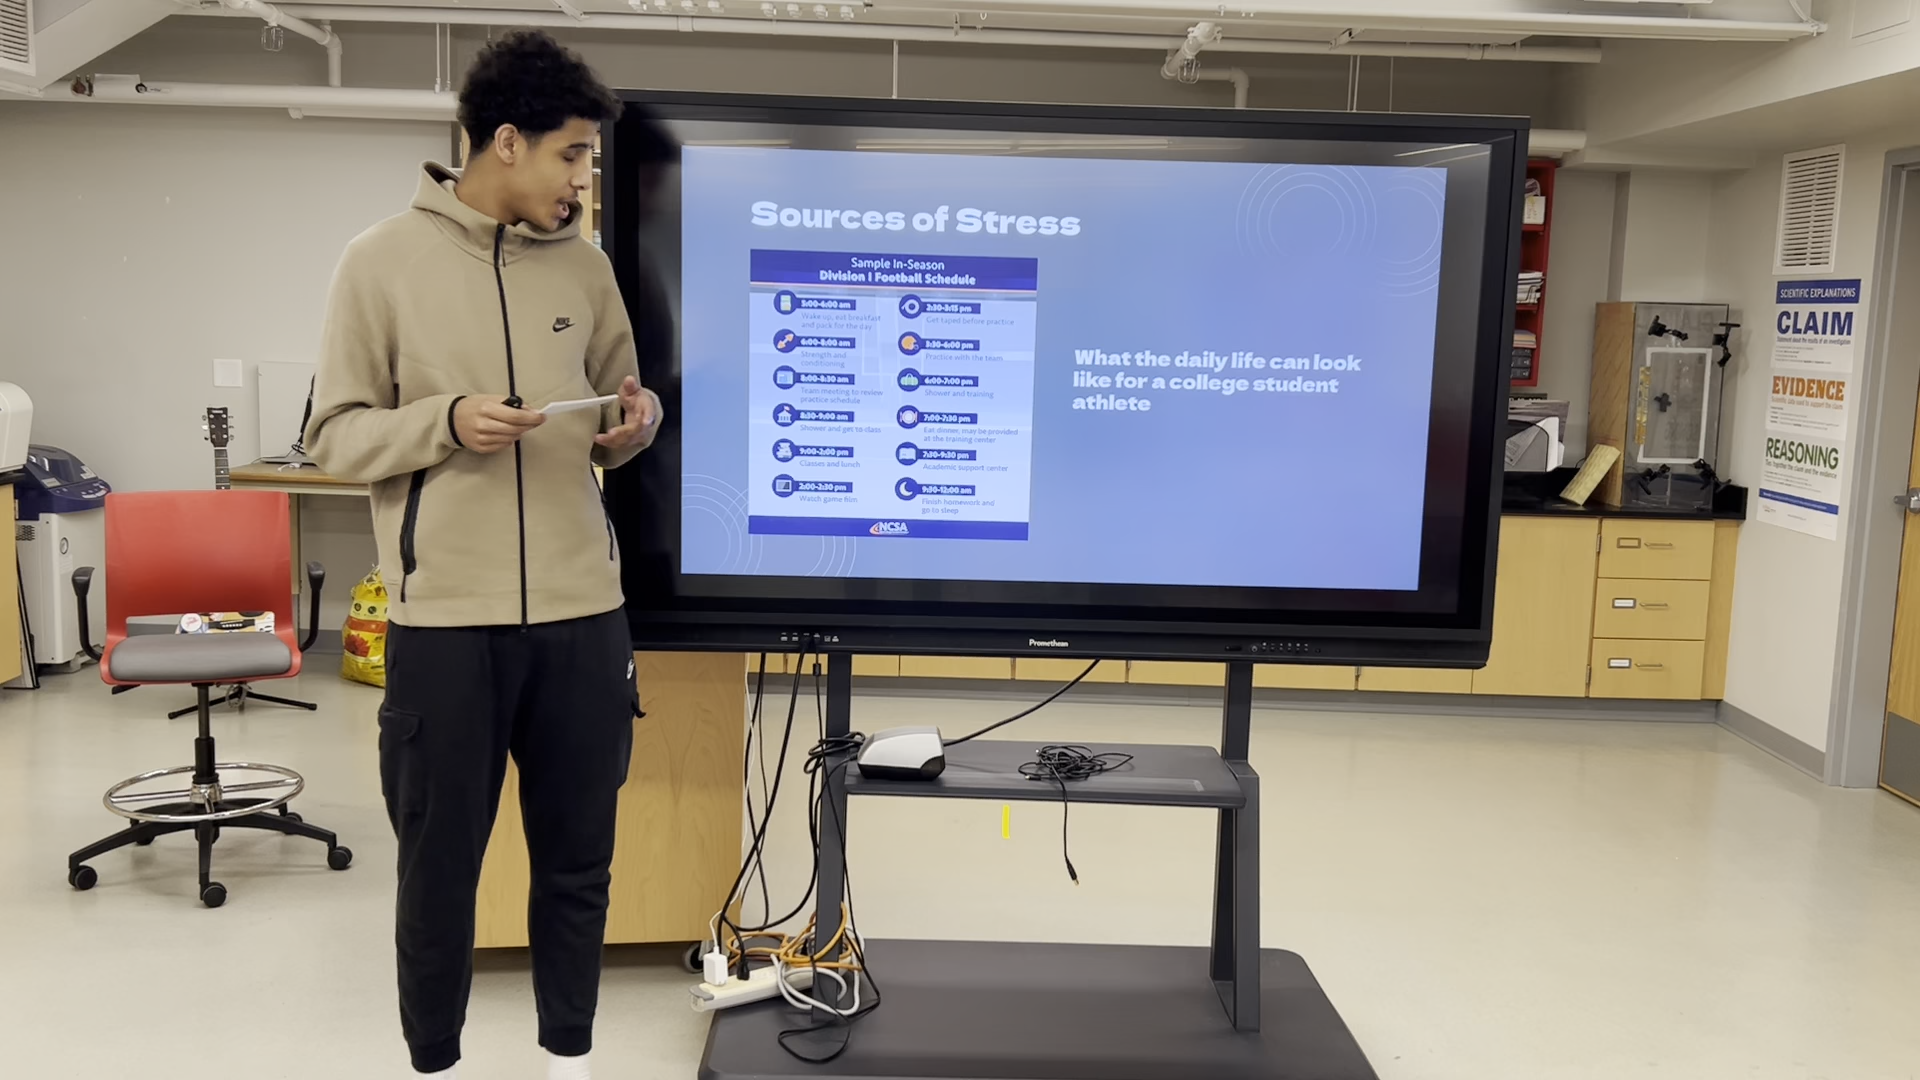 Sources of Stress
Sample In-Season
Division I Football Schedule
5:00-6:00 am
Wake up, eat breakfast
and pack for the day
6:00-8:00 am
Strength and
conditioning
8:00-8:30 am
Team meeting to review
practice schedule
8:30-9:00 am
Shower and get to class
9:00-2:00 pm
Classes and lunch
2:00-2:30 pm
Watch game film
2:30-3:15 pm
Get taped before practice
3:30-6:00 pm
Practice with the team
6:00-7:00 pm
Shower and training
7:00-7:30 pm
Eat dinner, may be provided
at the training center
7:30-9:30 pm
Academic support center
9:30-12:00 am
Finish homework and
go to sleep
NCSA
What the daily life can look
like for a college student
athlete
NIKE
Promethean
SCIENTIFIC EXPLANATIONS
CLAIM
EVIDENCE
REASONING